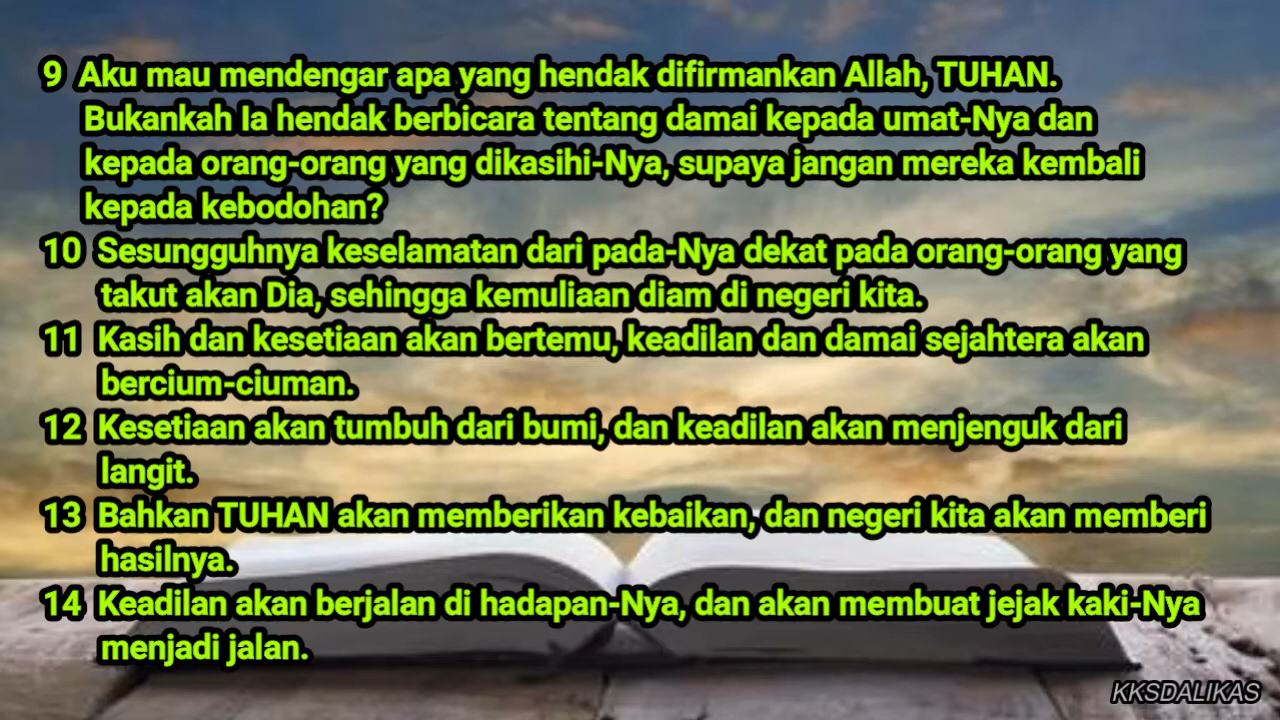 9 Aku mau mendengar apa yang hendak difirmankan Allah, TUHAN.
Bukankah Ia hendak berbicara tentang damai kepada umat-Nya dan
kepada orang-orang yang dikasihi-Nya, supaya jangan mereka kembali
kepada kebodohan?
10 Sesungguhnya keselamatan dari pada-Nya dekat pada orang-orang yang
takut akan Dia, sehingga kemuliaan diam di negeri kita.
11 Kasih dan kesetiaan akan bertemu, keadilan dan damai sejahtera akan
bercium-ciuman.
12 Kesetiaan akan tumbuh dari bumi, dan keadilan akan menjenguk dari
langit.
13 Bahkan TUHAN akan memberikan kebaikan, dan negeri kita akan memberi
hasilnya.
14 Keadilan akan berjalan di hadapan-Nya, dan akan membuat jejak kaki-Nya
menjadi jalan.
KKSDALIKAS